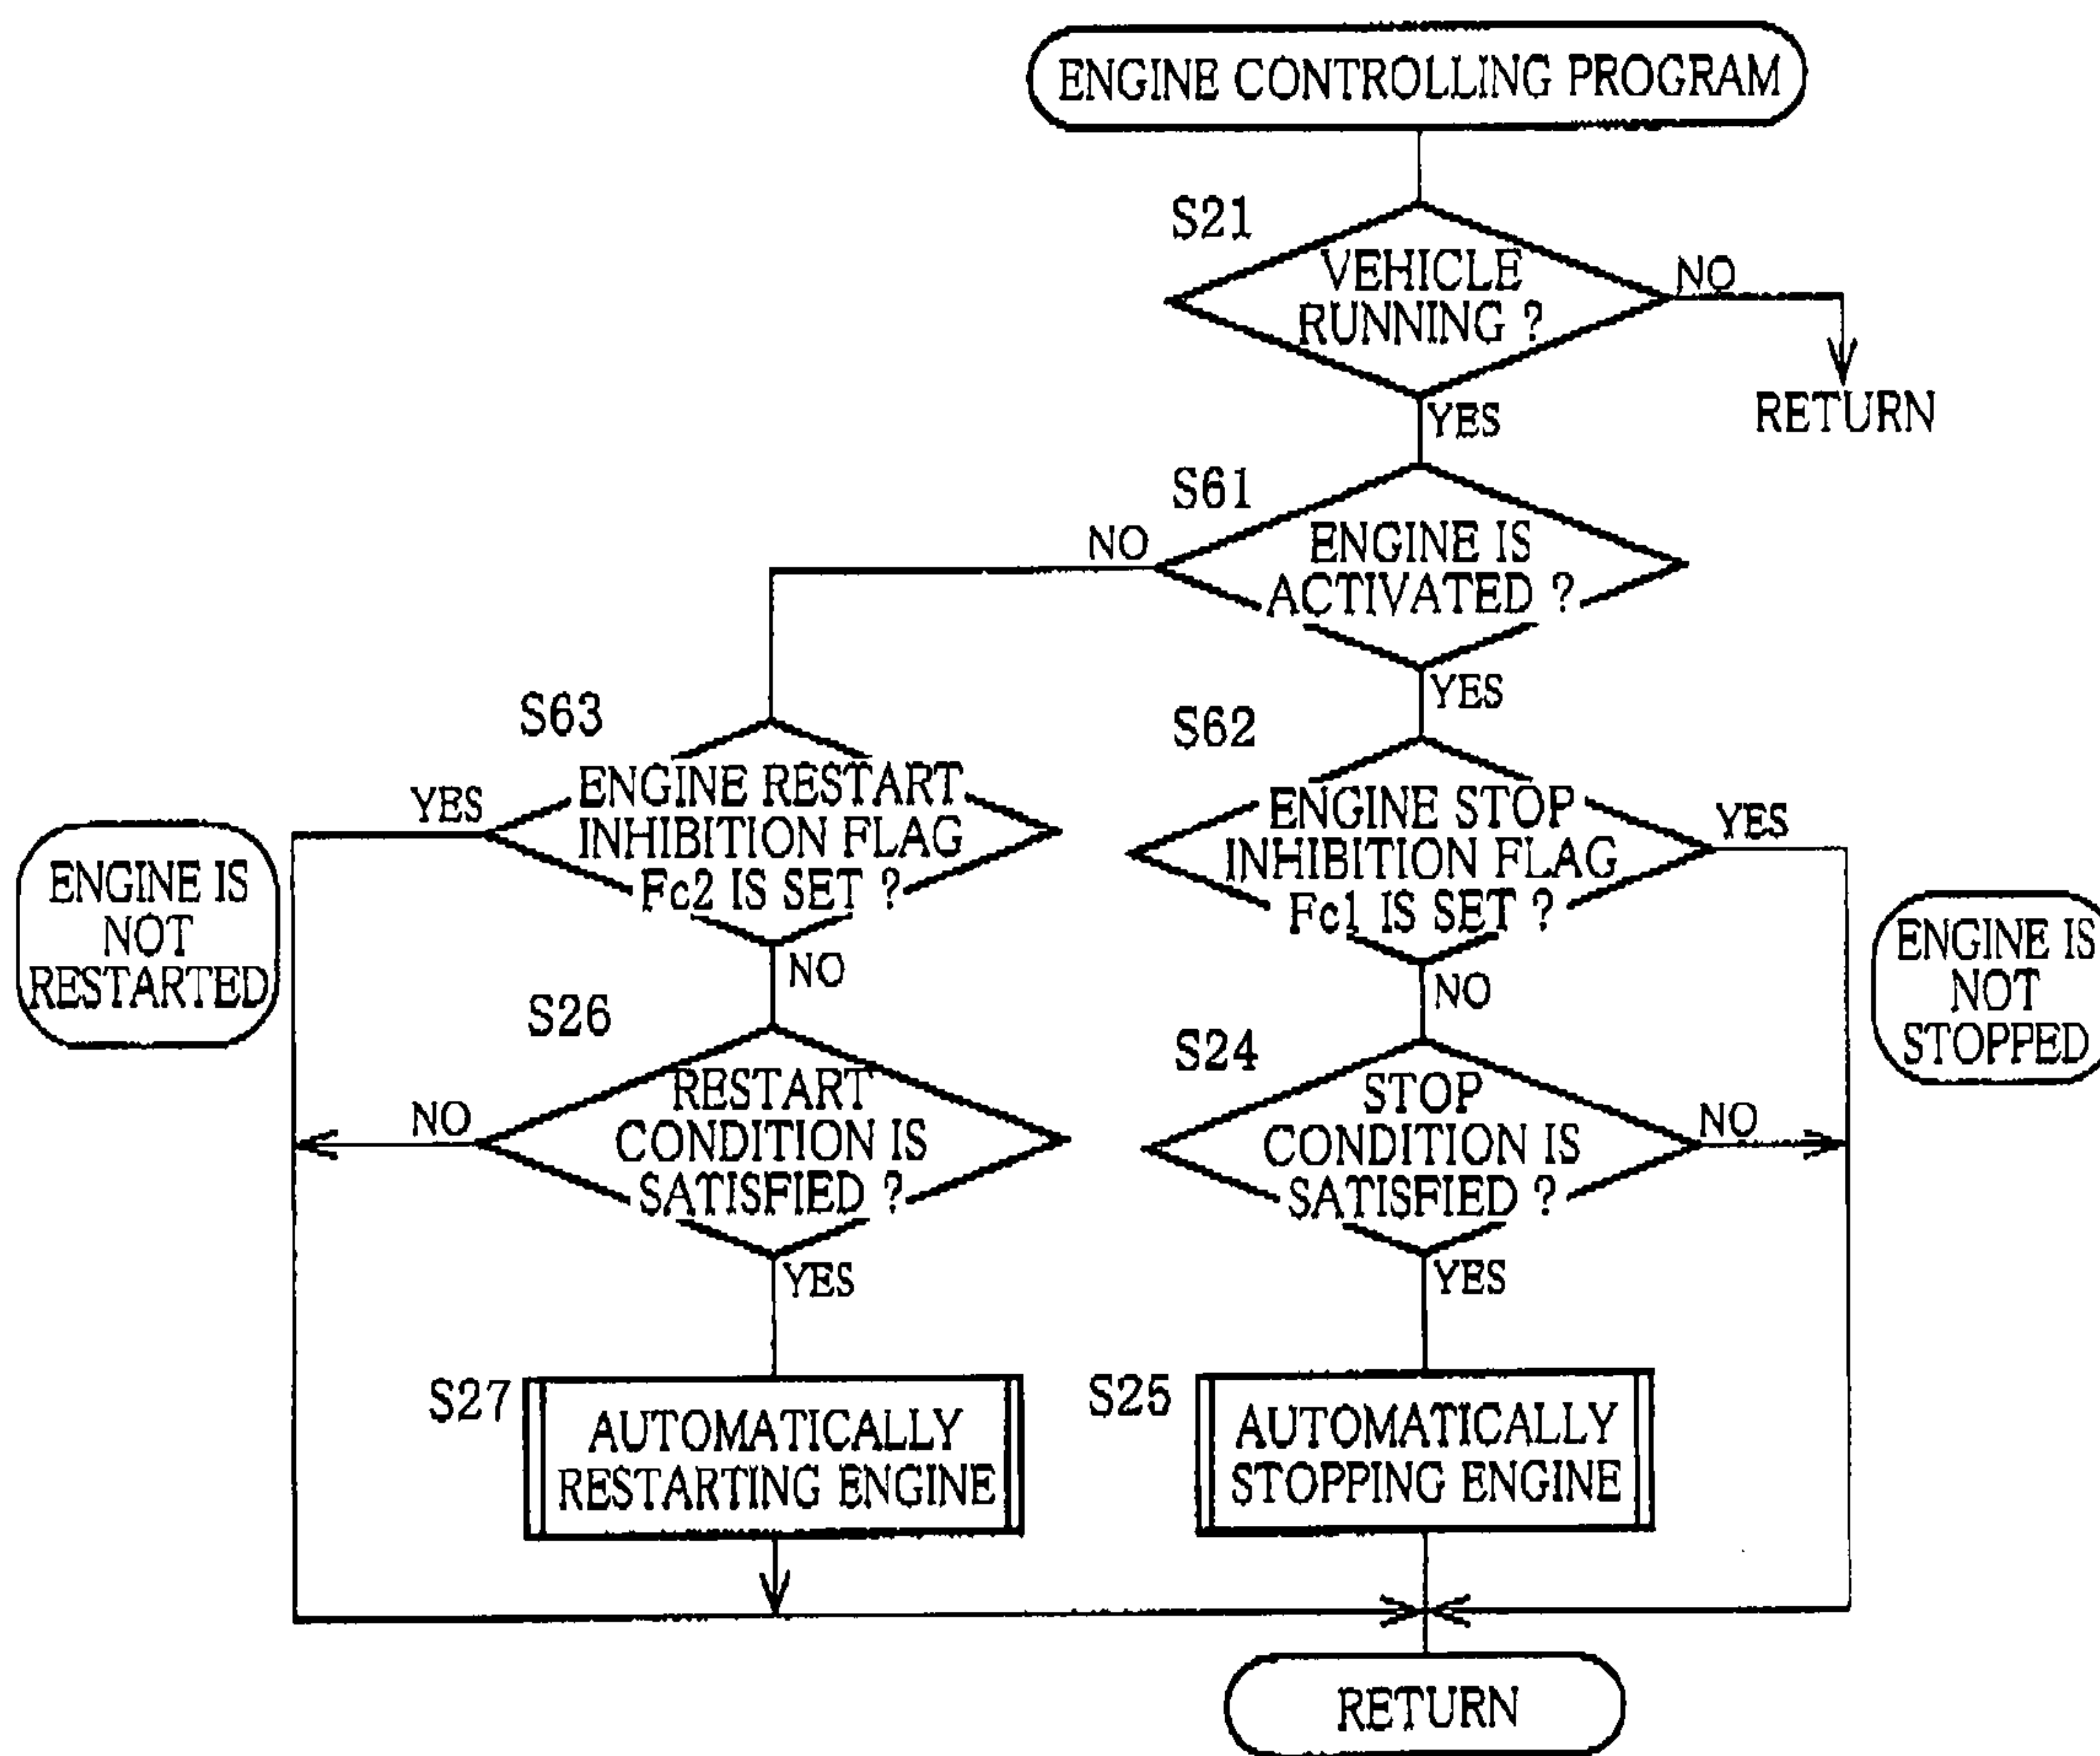 ENGINE CONTROLLING PROGRAM
S21
VEHICLE
RUNNING ?
NO
RETURN
YES
S61
ENGINE IS
ACTIVATED ?
NO
YES
S63
ENGINE RESTART
INHIBITION FLAG
Fc2 IS SET ?
YES
NO
ENGINE IS
NOT
RESTARTED
S62
ENGINE STOP
INHIBITION FLAG
Fc1 IS SET ?
YES
NO
ENGINE IS
NOT
STOPPED
S26
RESTART
CONDITION IS
SATISFIED ?
NO
YES
S24
STOP
CONDITION IS
SATISFIED ?
NO
YES
S27
AUTOMATICALLY
RESTARTING ENGINE
S25
AUTOMATICALLY
STOPPING ENGINE
RETURN